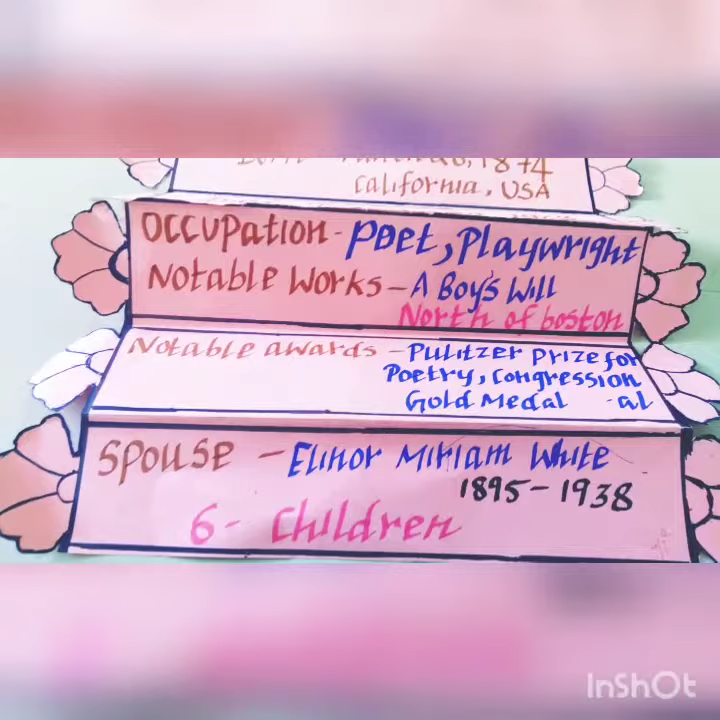 1874
California, USA
Occupation - Poet, Playwright
Notable Works - A Boy's Will
North of boston
Notable awards - Pulitzer Prize for
Poetry, Congression
Gold Medal -al
Spouse - Elinor Miriam White
1895 - 1938
6 - Children
InShOt